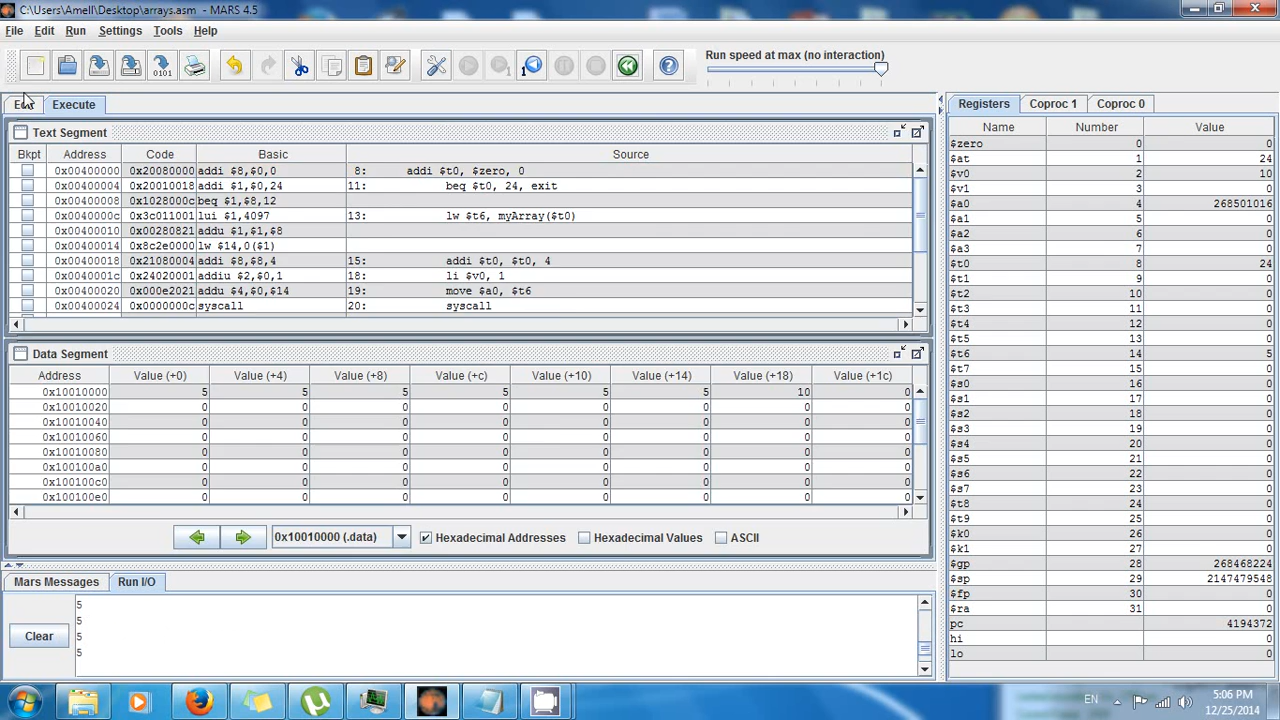 C:\Users\Amell\Desktop\arrays.asm - MARS 4.5
File Edit Run Settings Tools Help
Run speed at max (no interaction)
Execute
Text Segment
Bkpt Address Code Basic Source
0x00400000 0x20080000 addi $8,$0,0 8: addi $t0, $zero, 0
0x00400004 0x20010018 addi $1,$0,24 11: beq $t0, 24, exit
0x00400008 0x1028000c beq $1,$8,12
0x0040000c 0x3c011001 lui $1,4097 13: lw $t6, myArray($t0)
0x00400010 0x00280821 addu $1,$1,$8
0x00400014 0x8c2e0000 lw $14,0($1)
0x00400018 0x21080004 addi $8,$8,4 15: addi $t0, $t0, 4
0x0040001c 0x24020001 addiu $2,$0,1 18: li $v0, 1
0x00400020 0x000e2021 addu $4,$0,$14 19: move $a0, $t6
0x00400024 0x0000000c syscall 20: syscall
Data Segment
Address Value (+0) Value (+4) Value (+8) Value (+c) Value (+10) Value (+14) Value (+18) Value (+1c)
0x10010000 5 5 5 5 5 5 10 0
0x10010020 0 0 0 0 0 0 0 0
0x10010040 0 0 0 0 0 0 0 0
0x10010060 0 0 0 0 0 0 0 0
0x10010080 0 0 0 0 0 0 0 0
0x100100a0 0 0 0 0 0 0 0 0
0x100100c0 0 0 0 0 0 0 0 0
0x100100e0 0 0 0 0 0 0 0 0
0x10010000 (.data) Hexadecimal Addresses Hexadecimal Values ASCII
Mars Messages Run I/O
Clear
5
5
5
5
Registers Coproc 1 Coproc 0
Name Number Value
$zero 0 0
$at 1 24
$v0 2 10
$v1 3 0
$a0 4 268501016
$a1 5 0
$a2 6 0
$a3 7 0
$t0 8 24
$t1 9 0
$t2 10 0
$t3 11 0
$t4 12 0
$t5 13 0
$t6 14 5
$t7 15 0
$s0 16 0
$s1 17 0
$s2 18 0
$s3 19 0
$s4 20 0
$s5 21 0
$s6 22 0
$s7 23 0
$t8 24 0
$t9 25 0
$k0 26 0
$k1 27 0
$gp 28 268468224
$sp 29 2147479548
$fp 30 0
$ra 31 0
pc 4194372
hi 0
lo 0
EN
5:06 PM
12/25/2014